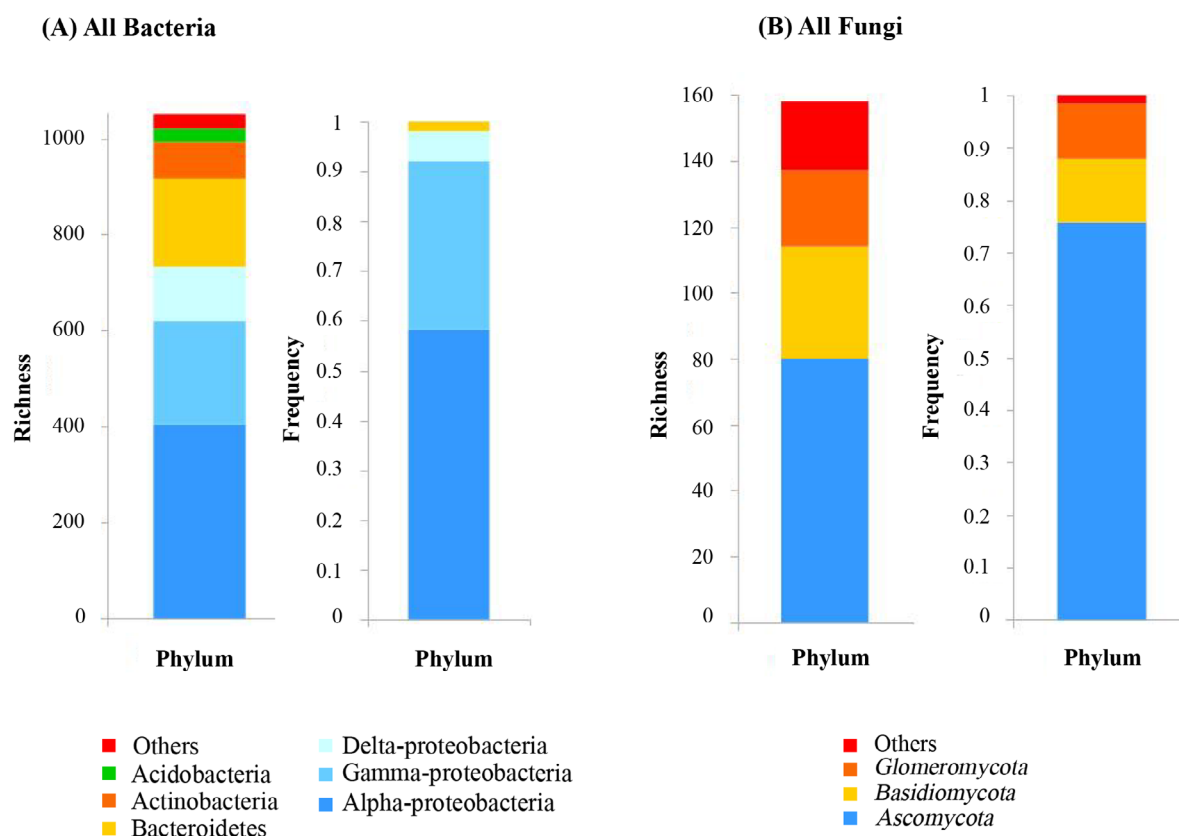 (A) All Bacteria
(B) All Fungi
Richness
1000
800
600
400
200
0
Phylum
Frequency
1
0.9
0.8
0.7
0.6
0.5
0.4
0.3
0.2
0.1
0
Phylum
Richness
160
140
120
100
80
60
40
20
0
Phylum
Frequency
1
0.9
0.8
0.7
0.6
0.5
0.4
0.3
0.2
0.1
0
Phylum
Others
Acidobacteria
Actinobacteria
Bacteroidetes
Delta-proteobacteria
Gamma-proteobacteria
Alpha-proteobacteria
Others
Glomeromycota
Basidiomycota
Ascomycota